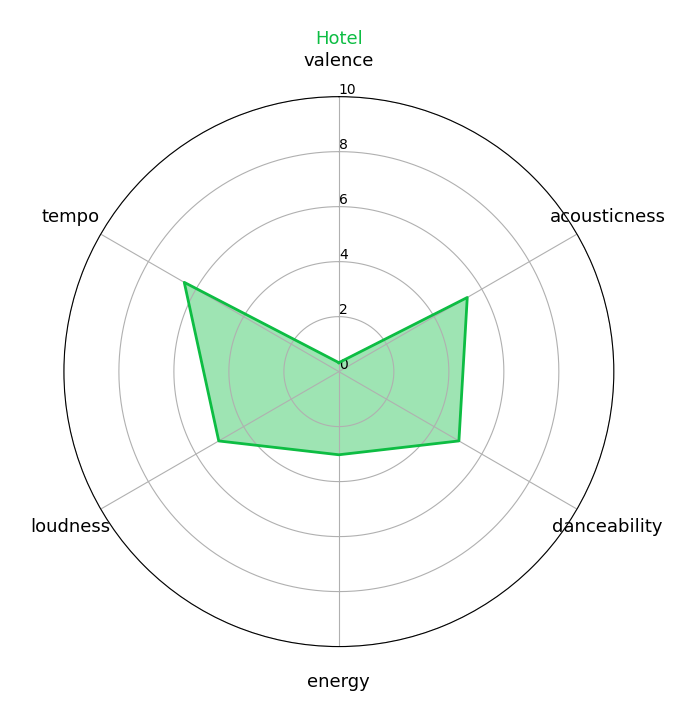 Hotel
valence
10
8
6
4
2
0
tempo
acousticness
loudness
danceability
energy